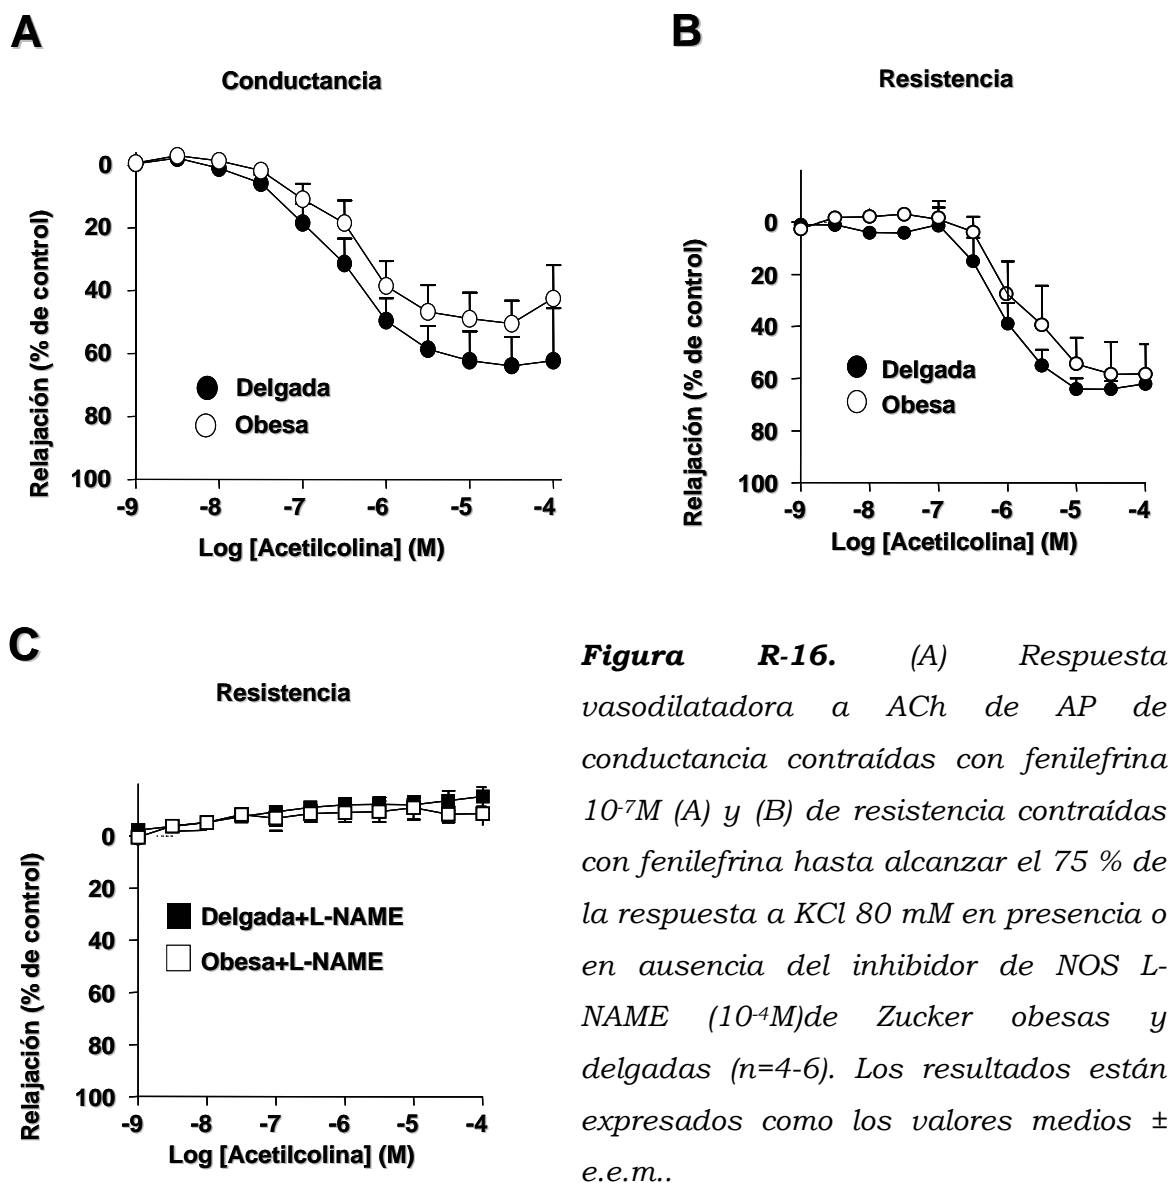 A
Conductancia
Relajación (% de control)
0
20
40
60
80
100
Delgada
Obesa
-9 -8 -7 -6 -5 -4
Log [Acetilcolina] (M)
B
Resistencia
Relajación (% de control)
0
20
40
60
80
100
Delgada
Obesa
-9 -8 -7 -6 -5 -4
Log [Acetilcolina] (M)
C
Resistencia
Relajación (% de control)
0
20
40
60
80
100
Delgada+L-NAME
Obesa+L-NAME
-9 -8 -7 -6 -5 -4
Log [Acetilcolina] (M)
Figura R-16. (A) Respuesta
vasodilatadora a ACh de AP de
conductancia contraídas con fenilefrina
10⁻⁷M (A) y (B) de resistencia contraídas
con fenilefrina hasta alcanzar el 75 % de
la respuesta a KCl 80 mM en presencia o
en ausencia del inhibidor de NOS L-
NAME (10⁻⁴M)de Zucker obesas y
delgadas (n=4-6). Los resultados están
expresados como los valores medios ±
e.e.m..